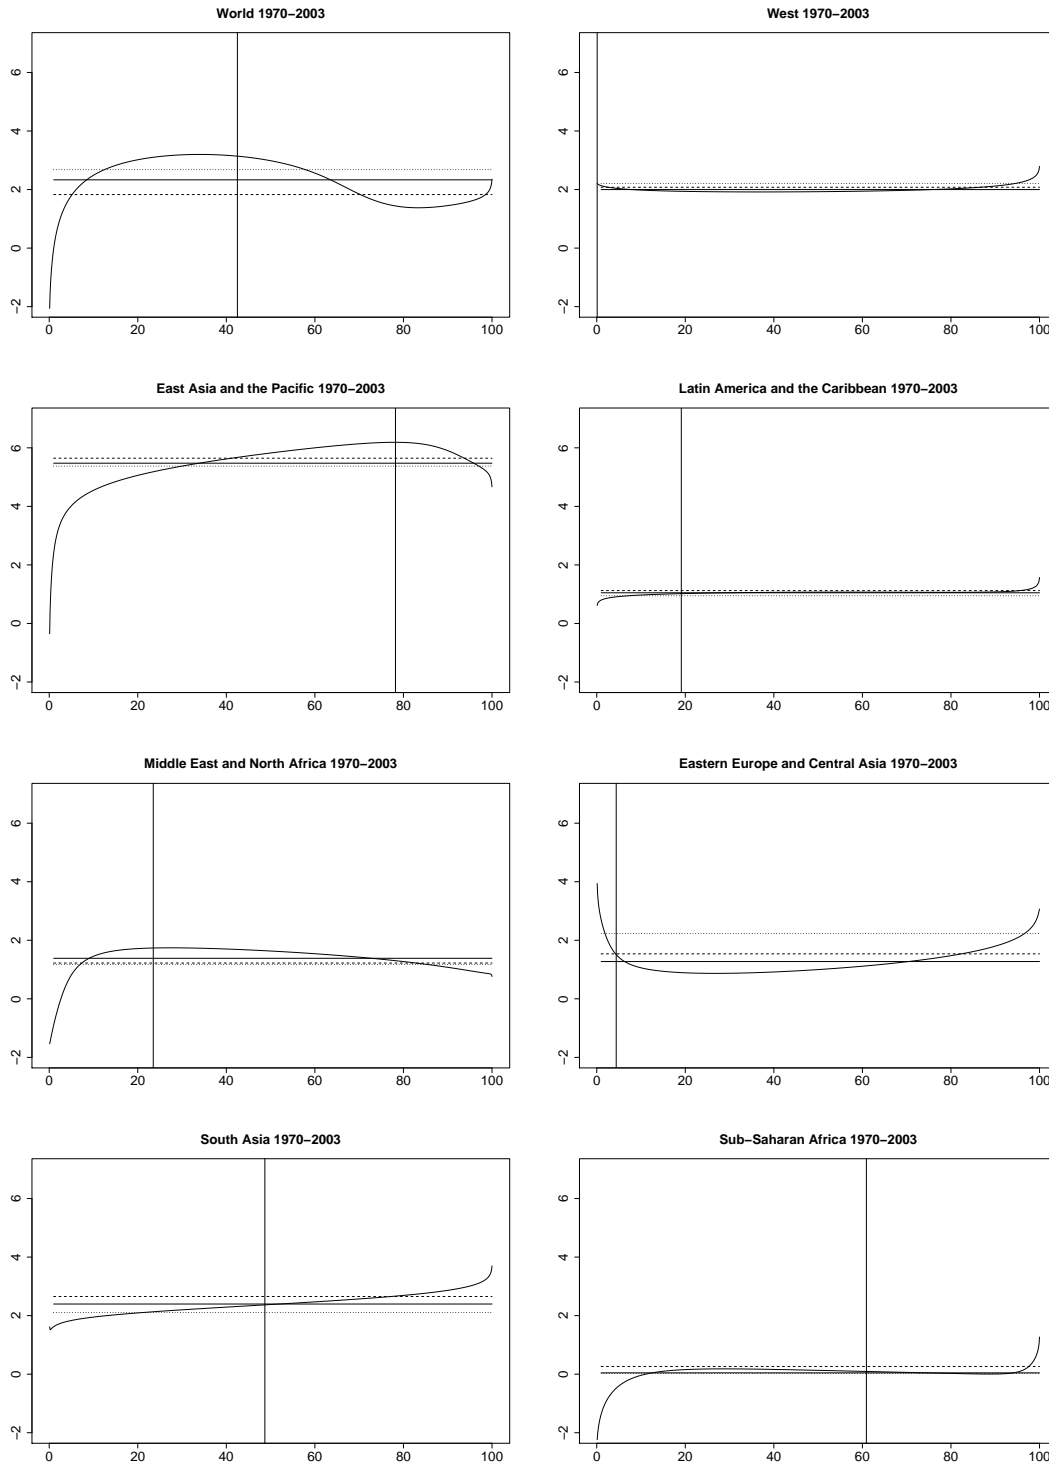 World 1970−2003
West 1970−2003
6
4
2
0
−2
0 20 40 60 80 100
6
4
2
0
−2
0 20 40 60 80 100
East Asia and the Pacific 1970−2003
Latin America and the Caribbean 1970−2003
6
4
2
0
−2
0 20 40 60 80 100
6
4
2
0
−2
0 20 40 60 80 100
Middle East and North Africa 1970−2003
Eastern Europe and Central Asia 1970−2003
6
4
2
0
−2
0 20 40 60 80 100
6
4
2
0
−2
0 20 40 60 80 100
South Asia 1970−2003
Sub−Saharan Africa 1970−2003
6
4
2
0
−2
0 20 40 60 80 100
6
4
2
0
−2
0 20 40 60 80 100